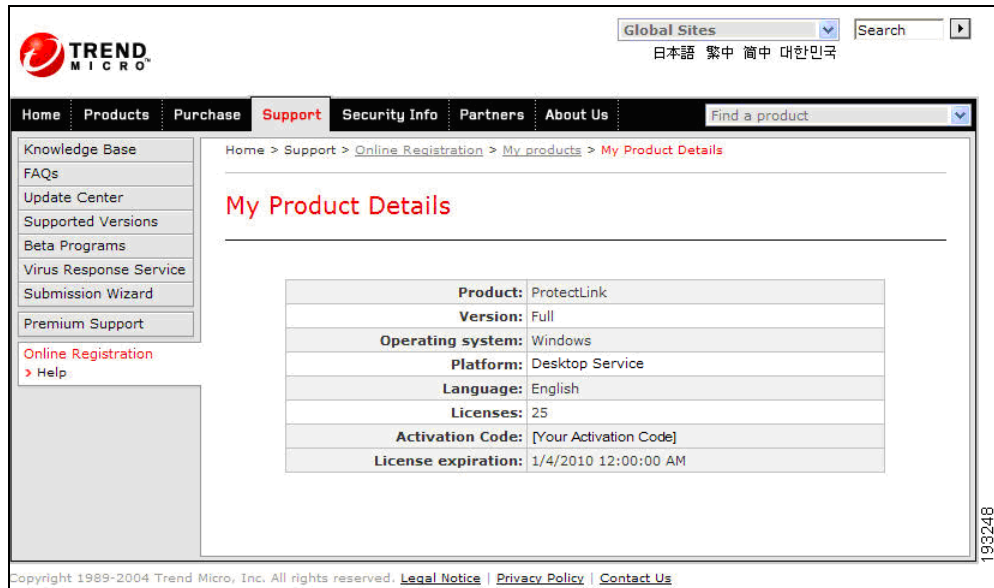 TREND
MICRO™
Global Sites
Search
日本語 繁中 简中 대한민국
Home Products Purchase Support Security Info Partners About Us
Find a product
Knowledge Base
FAQs
Update Center
Supported Versions
Beta Programs
Virus Response Service
Submission Wizard
Premium Support
Online Registration
> Help
Home > Support > Online Registration > My products > My Product Details
My Product Details
Product: ProtectLink
Version: Full
Operating system: Windows
Platform: Desktop Service
Language: English
Licenses: 25
Activation Code: [Your Activation Code]
License expiration: 1/4/2010 12:00:00 AM
193248
Copyright 1989-2004 Trend Micro, Inc. All rights reserved. Legal Notice | Privacy Policy | Contact Us